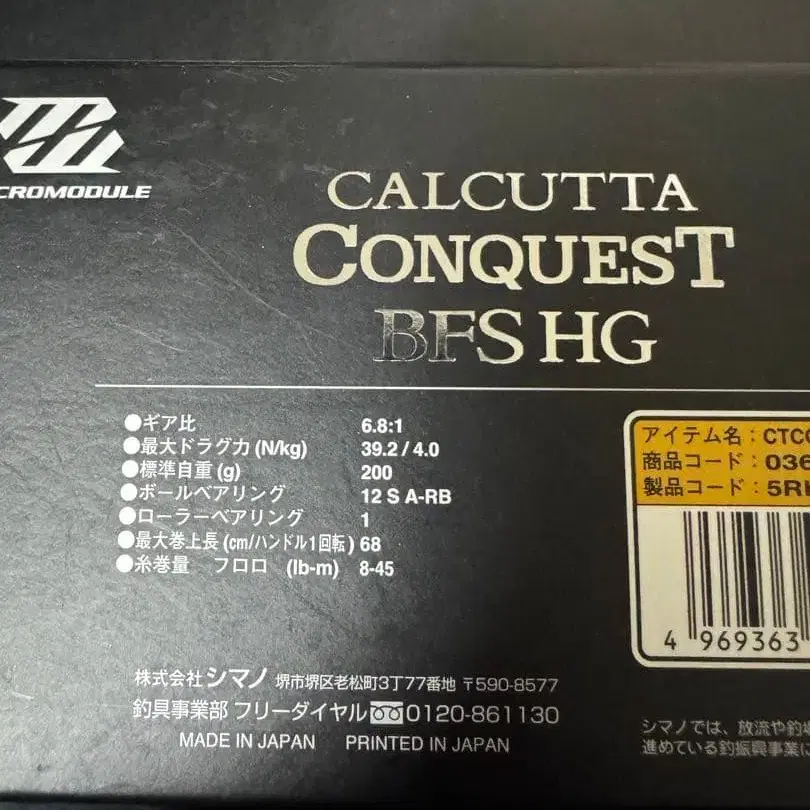 CROMODULE
CALCUTTA
CONQUEST
BFS HG
●ギア比 6.8:1
●最大ドラグ力(N/kg) 39.2 / 4.0
●標準自重(g) 200
●ボールベアリング 12 S A-RB
●ローラーベアリング 1
●最大巻上長(cm/ハンドル1回転) 68
●糸巻量 フロロ (lb-m) 8-45
アイテム名:CTCC
商品コード:036
製品コード:5RH
4 969363
株式会社シマノ 堺市堺区老松町3丁77番地 〒590-8577
釣具事業部 フリーダイヤル 0120-861130
MADE IN JAPAN PRINTED IN JAPAN
シマノでは、放流や釣場
進めている釣振興事業に